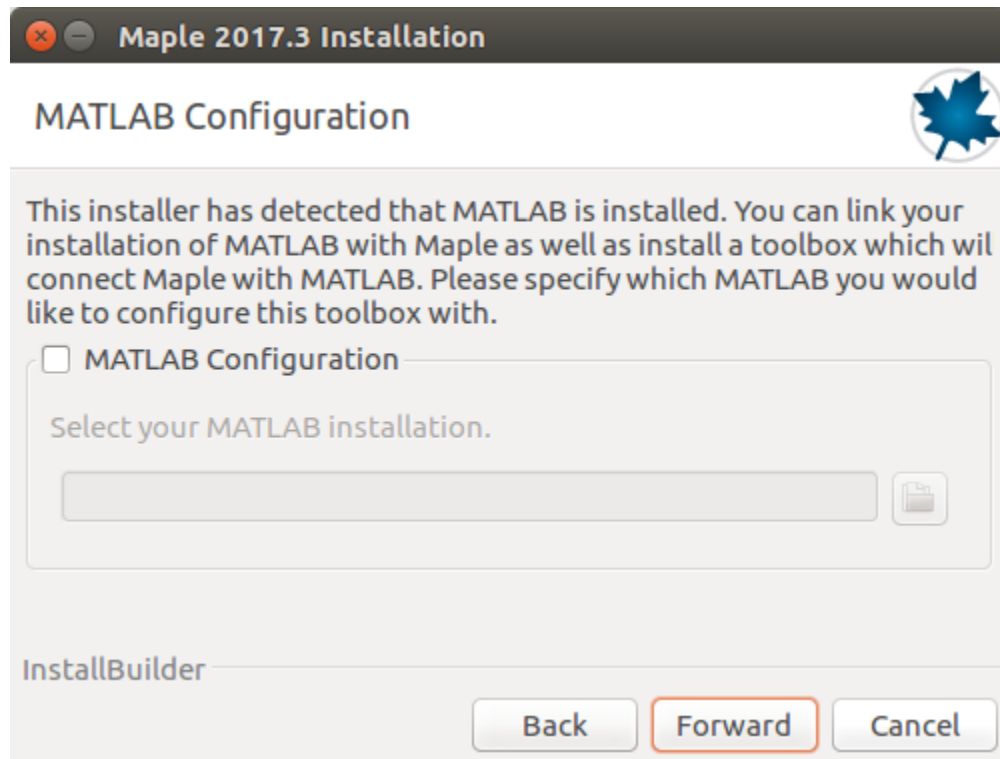 Maple 2017.3 Installation
MATLAB Configuration
This installer has detected that MATLAB is installed. You can link your
installation of MATLAB with Maple as well as install a toolbox which wil
connect Maple with MATLAB. Please specify which MATLAB you would
like to configure this toolbox with.
MATLAB Configuration
Select your MATLAB installation.
InstallBuilder
Back Forward Cancel